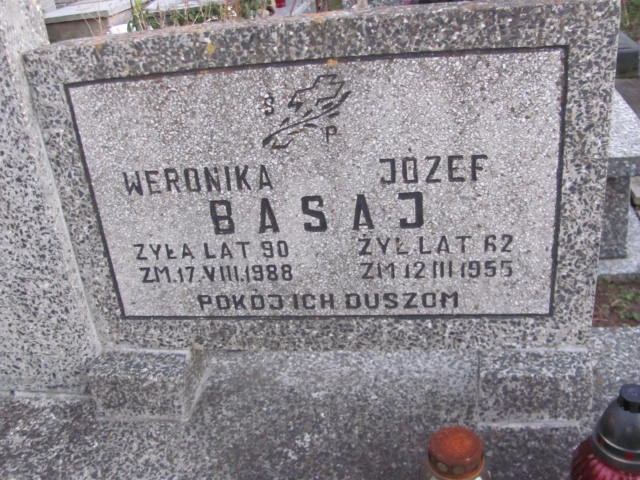 Ś P
WERONIKA JÓZEF
BASAJ
ŻYŁA LAT 90 ŻYŁ LAT 62
ZM. 17. VIII. 1988 ZM 12 III 1955
POKÓJ ICH DUSZOM